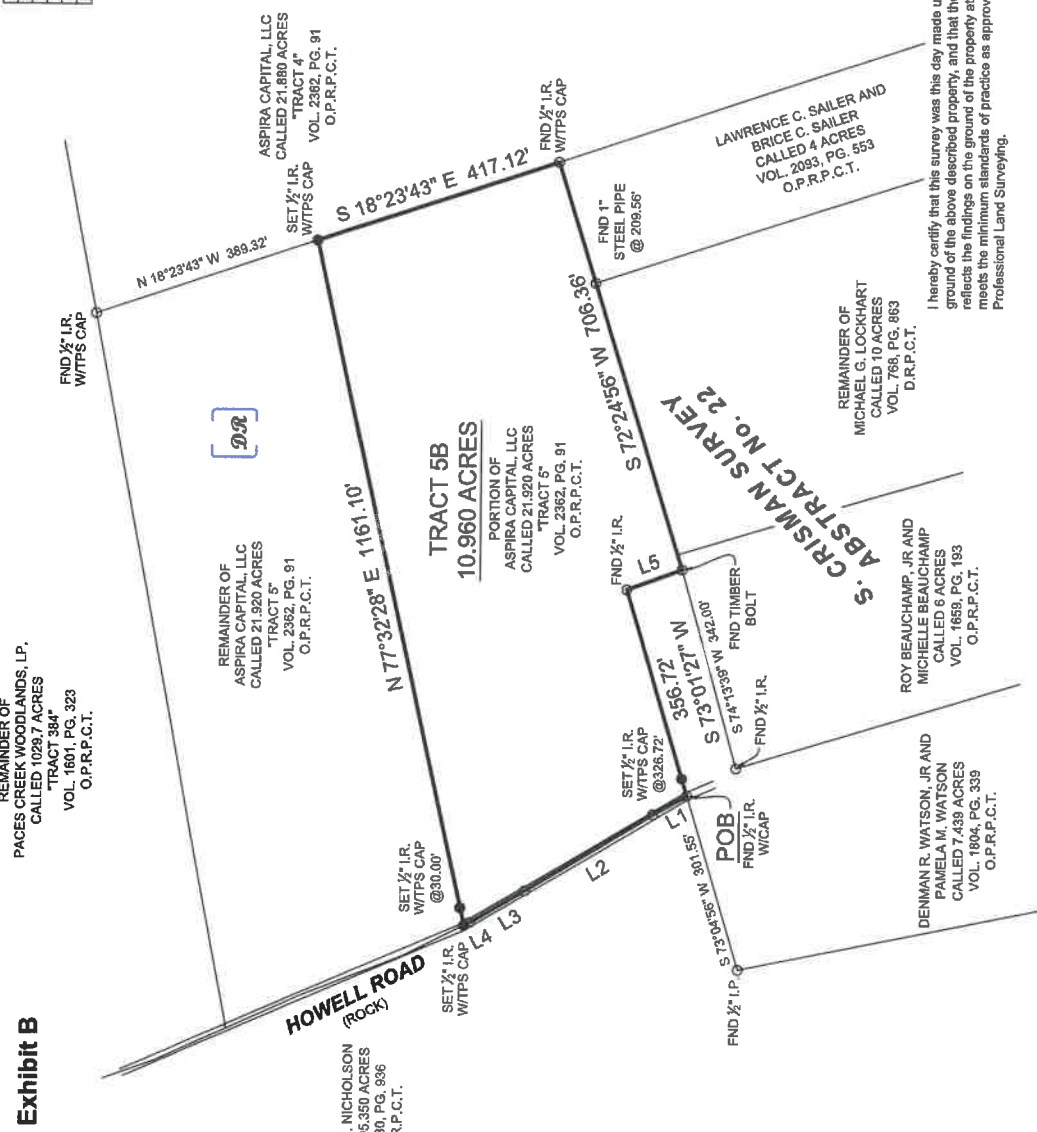 Exhibit B
REMAINDER OF
PACES CREEK WOODLANDS, LP,
CALLED 1029.7 ACRES
"TRACT 384"
VOL. 1601, PG. 323
O.P.R.P.C.T.
FND ½" I.R.
W/TPS CAP
N 18°23'43" W 389.32'
ASPIRA CAPITAL, LLC
CALLED 21.880 ACRES
"TRACT 4"
VOL. 2362, PG. 91
O.P.R.P.C.T.
SET ½" I.R.
W/TPS CAP
S 18°23'43" E 417.12'
FND ½" I.R.
W/TPS CAP
DR
REMAINDER OF
ASPIRA CAPITAL, LLC
CALLED 21.920 ACRES
"TRACT 5"
VOL. 2362, PG. 91
O.P.R.P.C.T.
N 77°32'28" E 1161.10'
TRACT 5B
10.960 ACRES
PORTION OF
ASPIRA CAPITAL, LLC
CALLED 21.920 ACRES
"TRACT 5"
VOL. 2362, PG. 91
O.P.R.P.C.T.
FND 1"
STEEL PIPE
@ 209.56'
S 72°24'56" W 706.36'
LAWRENCE C. SAILER AND
BRICE C. SAILER
CALLED 4 ACRES
VOL. 2093, PG. 553
O.P.R.P.C.T.
S. CRISMAN SURVEY
ABSTRACT No. 22
REMAINDER OF
MICHAEL G. LOCKHART
CALLED 10 ACRES
VOL. 768, PG. 863
D.R.P.C.T.
FND ½" I.R.
L5
FND TIMBER
BOLT
356.72'
S 73°01'27" W
S 74°13'39" W 342.00'
FND ½" I.R.
SET ½" I.R.
W/TPS CAP
@326.72'
ROY BEAUCHAMP, JR AND
MICHELLE BEAUCHAMP
CALLED 6 ACRES
VOL. 1659, PG. 193
O.P.R.P.C.T.
SET ½" I.R.
W/TPS CAP
@30.00'
SET ½" I.R.
W/TPS CAP
L4
L3
L2
L1
POB
FND ½" I.R.
W/CAP
HOWELL ROAD
(ROCK)
S 73°04'56" W 301.55'
FND ½" I.P.
DENMAN R. WATSON, JR AND
PAMELA M. WATSON
CALLED 7.439 ACRES
VOL. 1804, PG. 339
O.P.R.P.C.T.
NICHOLSON
5.350 ACRES
PG. 936
R.P.C.T.
I hereby certify that this survey was this day made
ground of the above described property, and that
reflects the findings on the ground of the property at
meets the minimum standards of practice as
Professional Land Surveying.